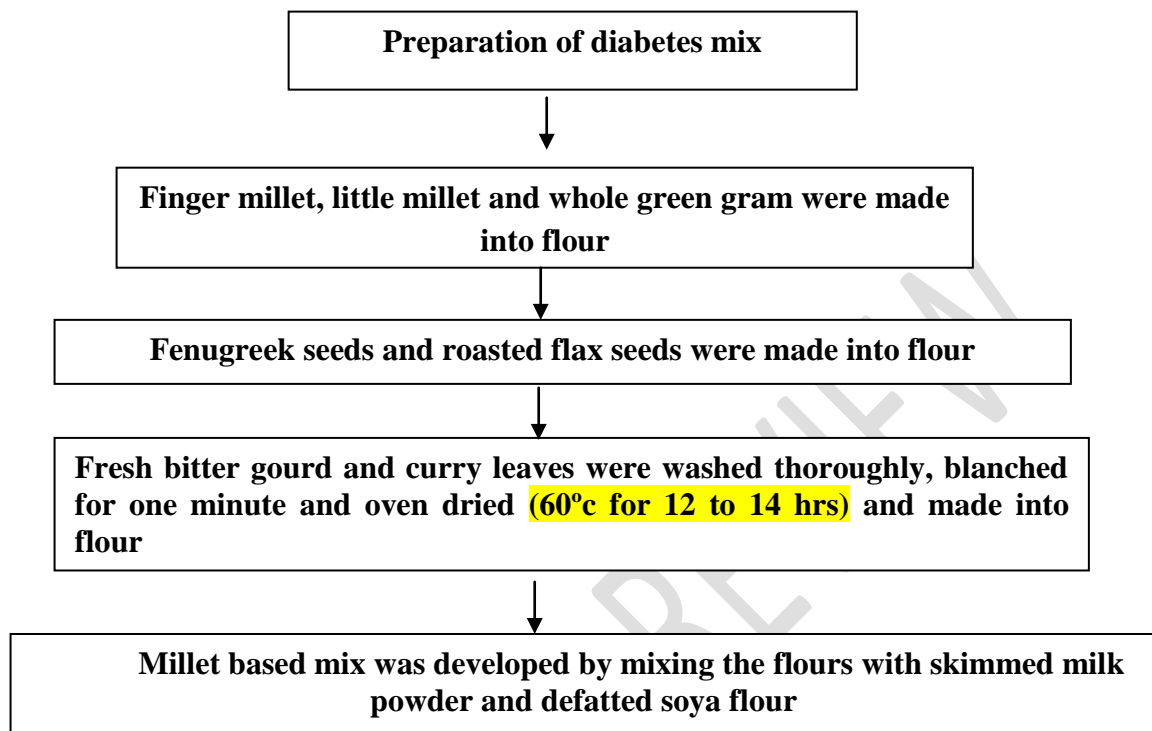 Preparation of diabetes mix
Finger millet, little millet and whole green gram were made
into flour
Fenugreek seeds and roasted flax seeds were made into flour
Fresh bitter gourd and curry leaves were washed thoroughly, blanched
for one minute and oven dried (60ºc for 12 to 14 hrs) and made into
flour
Millet based mix was developed by mixing the flours with skimmed milk
powder and defatted soya flour
REVIEW